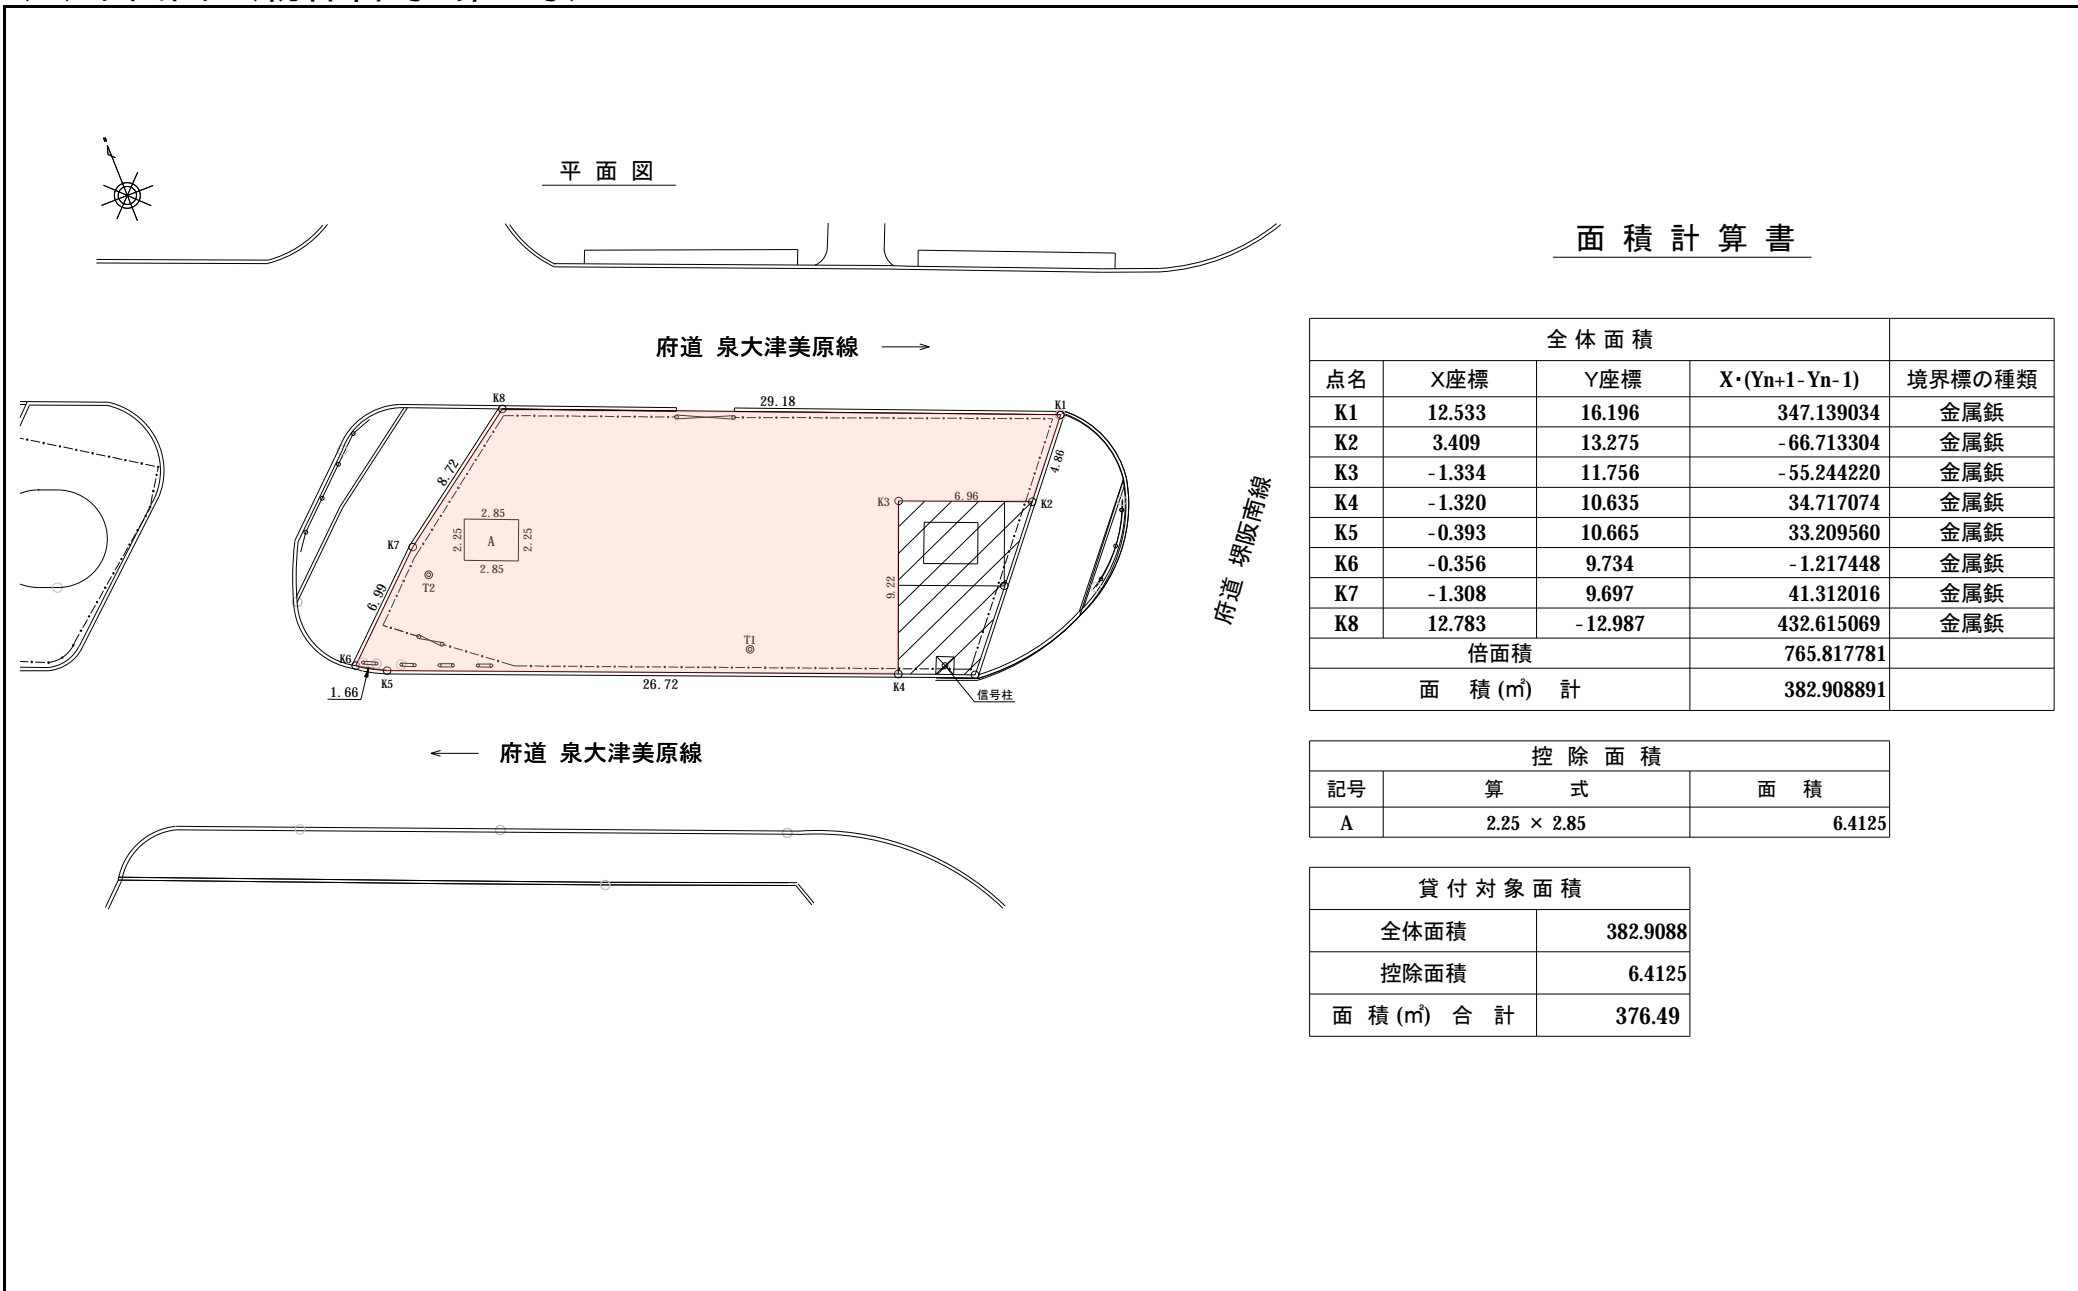 平 面 図
面 積 計 算 書
府道 泉大津美原線
K8
29.18
K1
8.72
4.86
K3
6.96
K2
2.85
K7
2.25
A
2.25
2.85
T2
6.99
9.22
府道 堺阪南線
T1
K6
1.66
K5
26.72
K4
信号柱
府道 泉大津美原線
全 体 面 積
点名 X座標 Y座標 X・(Yn+1-Yn-1) 境界標の種類
K1 12.533 16.196 347.139034 金属鋲
K2 3.409 13.275 -66.713304 金属鋲
K3 -1.334 11.756 -55.244220 金属鋲
K4 -1.320 10.635 34.717074 金属鋲
K5 -0.393 10.665 33.209560 金属鋲
K6 -0.356 9.734 -1.217448 金属鋲
K7 -1.308 9.697 41.312016 金属鋲
K8 12.783 -12.987 432.615069 金属鋲
倍面積 765.817781
面 積 (㎡) 計 382.908891
控 除 面 積
記号 算 式 面 積
A 2.25 × 2.85 6.4125
貸 付 対 象 面 積
全体面積 382.9088
控除面積 6.4125
面 積 (㎡) 合 計 376.49